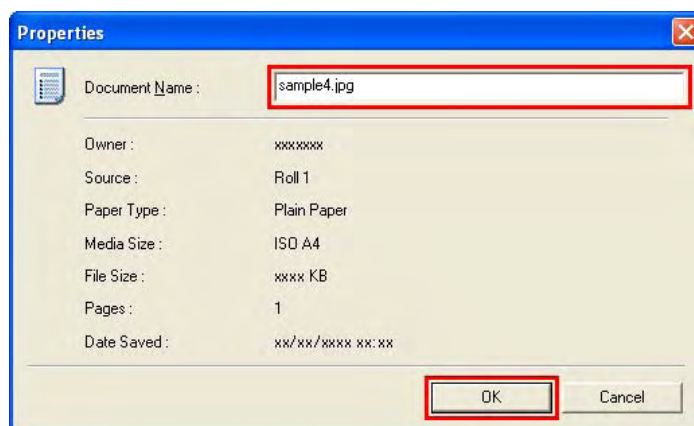 Properties
Document Name : sample4.jpg
Owner : xxxxxxx
Source : Roll 1
Paper Type : Plain Paper
Media Size : ISO A4
File Size : xxxx KB
Pages : 1
Date Saved : xx/xx/xxxx xx:xx
OK Cancel